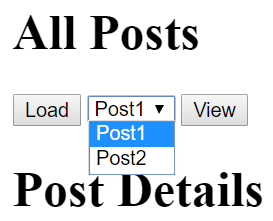 All Posts
Load Post1 ▼ View
Post1
Post2
Post Details